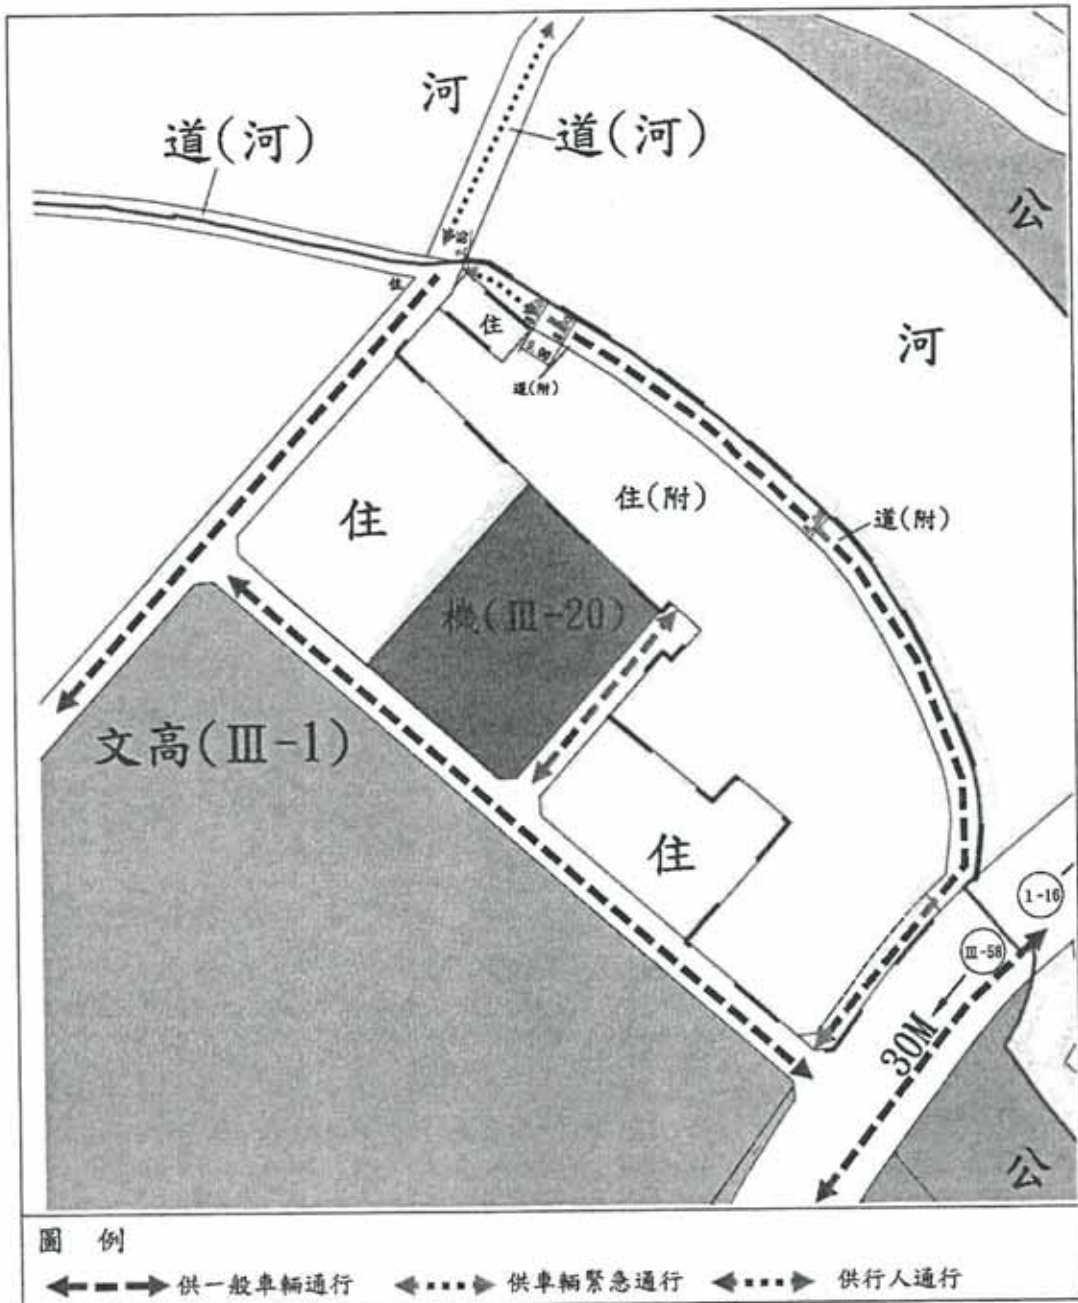 河
道(河)
道(河)
公
2.85
住
住
河
道(附)
住
住(附)
道(附)
機(Ⅲ-20)
文高(Ⅲ-1)
住
1-16
Ⅲ-58
30M
公
圖 例
供一般車輛通行 供車輛緊急通行 供行人通行